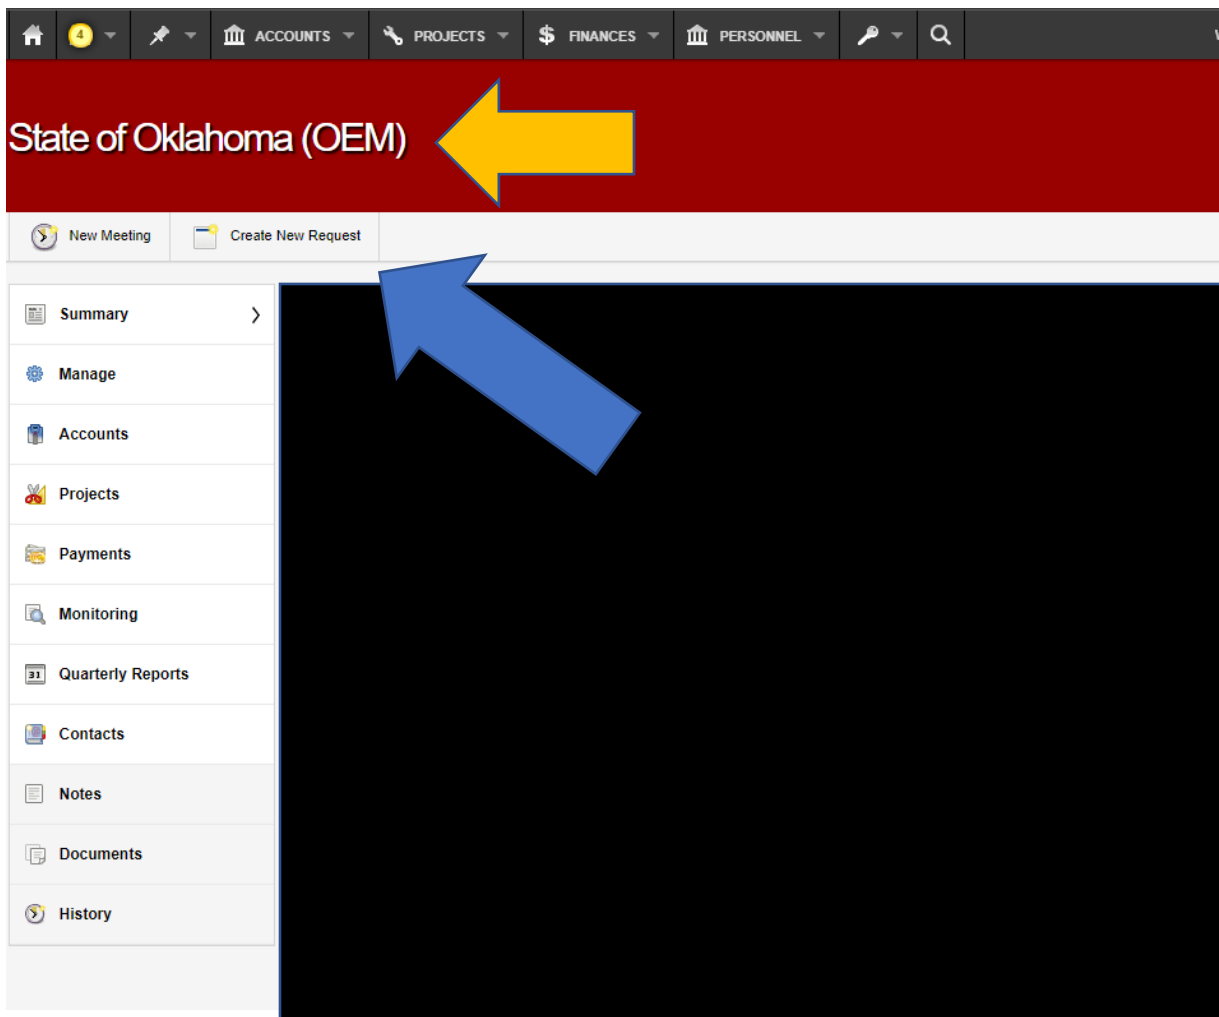 4 ACCOUNTS PROJECTS $ FINANCES PERSONNEL
State of Oklahoma (OEM)
New Meeting Create New Request
Summary
Manage
Accounts
Projects
Payments
Monitoring
31 Quarterly Reports
Contacts
Notes
Documents
History